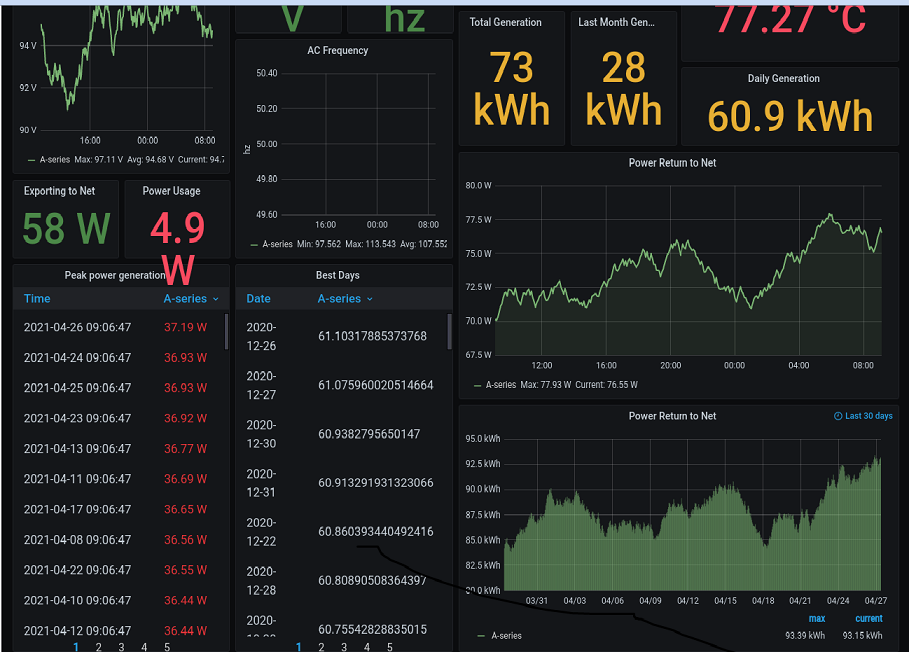 V
hz
77.27 °C
94 V
92 V
90 V
16:00
00:00
08:00
A-series Max: 97.11 V Avg: 94.68 V Current: 94.7
AC Frequency
50.40
50.20
50.00
49.80
49.60
hz
16:00
00:00
08:00
A-series Min: 97.562 Max: 113.543 Avg: 107.552
Total Generation
73
kWh
Last Month Gen...
28
kWh
Daily Generation
60.9 kWh
Exporting to Net
58 W
Power Usage
4.9
W
Power Return to Net
80.0 W
77.5 W
75.0 W
72.5 W
70.0 W
67.5 W
12:00
16:00
20:00
00:00
04:00
08:00
A-series Max: 77.93 W Current: 76.55 W
Peak power generation
Time A-series
2021-04-26 09:06:47 37.19 W
2021-04-24 09:06:47 36.93 W
2021-04-25 09:06:47 36.93 W
2021-04-23 09:06:47 36.92 W
2021-04-13 09:06:47 36.77 W
2021-04-11 09:06:47 36.69 W
2021-04-17 09:06:47 36.65 W
2021-04-08 09:06:47 36.56 W
2021-04-22 09:06:47 36.55 W
2021-04-10 09:06:47 36.44 W
2021-04-12 09:06:47 36.44 W
1 2 3 4 5
Best Days
Date A-series
2020-
12-26 61.10317885373768
2020-
12-27 61.075960020514664
2020-
12-30 60.9382795650147
2020-
12-31 60.913291931323066
2020-
12-22 60.860393440492416
2020-
12-28 60.80890508364397
2020-
60.75542828835015
1 2 3 4 5
Power Return to Net
Last 30 days
95.0 kWh
92.5 kWh
90.0 kWh
87.5 kWh
85.0 kWh
82.5 kWh
80.0 kWh
03/31
04/03
04/06
04/09
04/12
04/15
04/18
04/21
04/24
04/27
max current
A-series 93.39 kWh 93.15 kWh